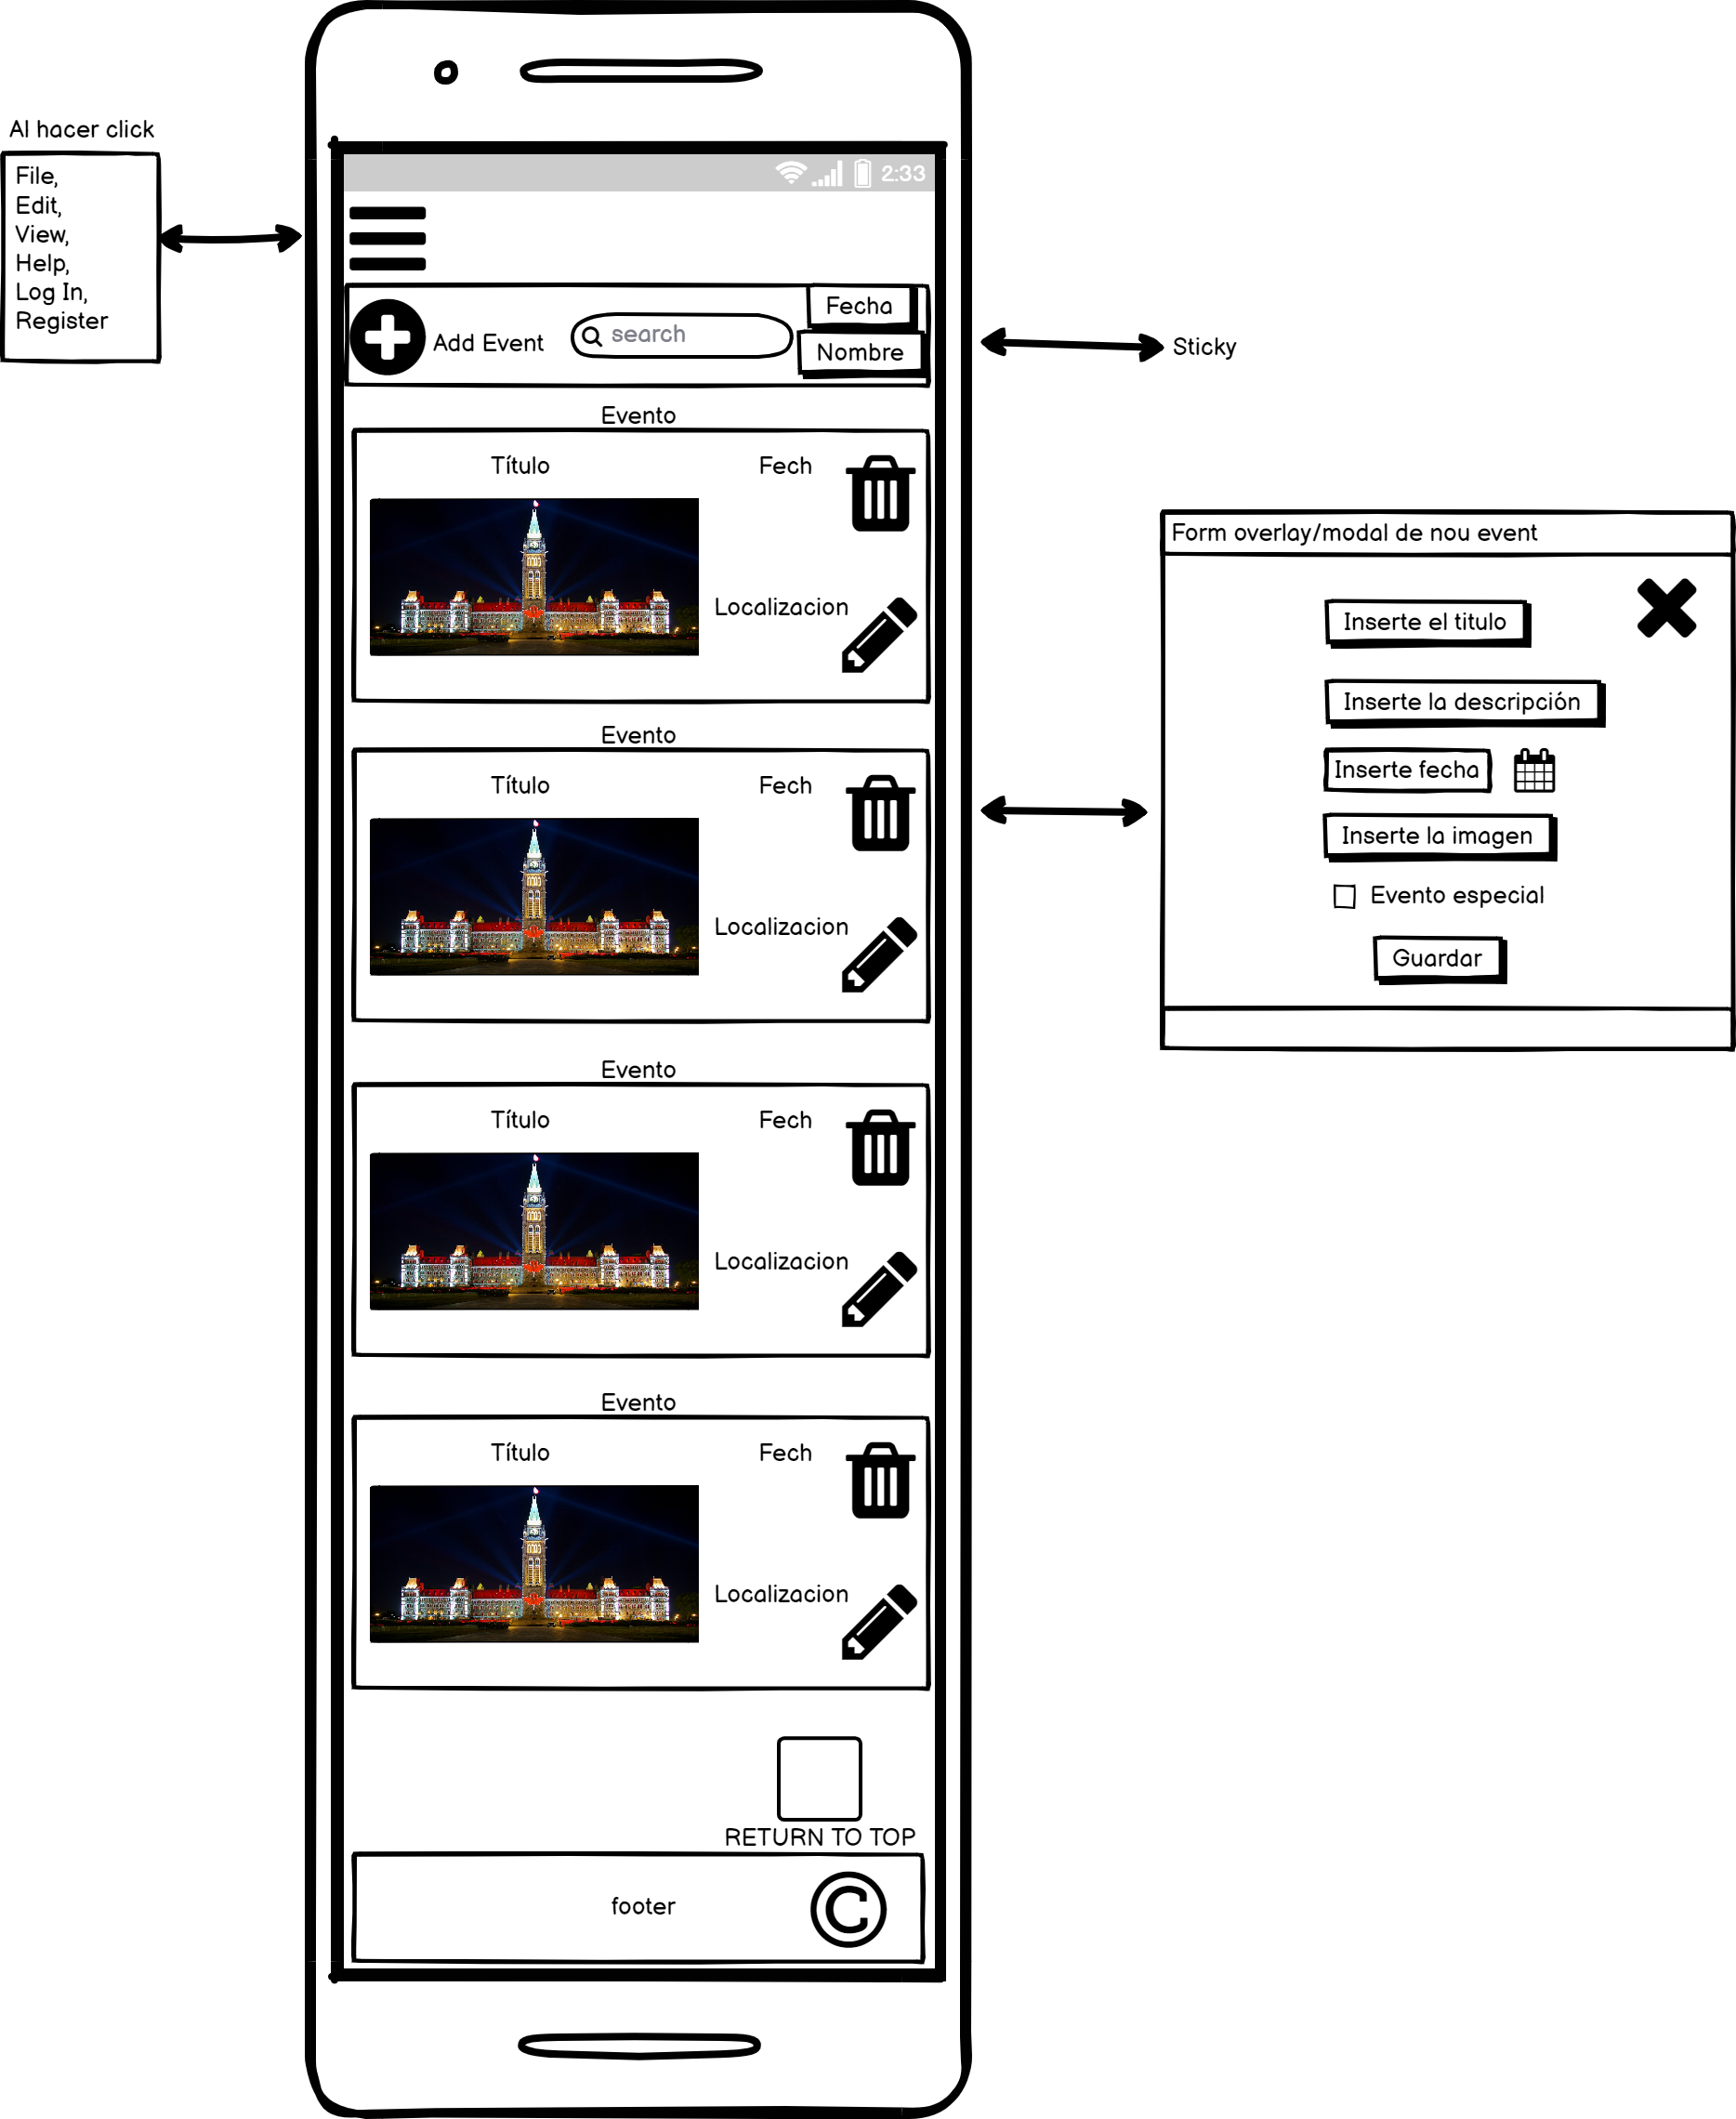 Al hacer click
File,
Edit,
View,
Help,
Log In,
Register
2:33
Add Event
search
Fecha
Nombre
Sticky
Evento
Título
Fech
Localizacion
Evento
Título
Fech
Localizacion
Evento
Título
Fech
Localizacion
Evento
Título
Fech
Localizacion
RETURN TO TOP
footer
©
Form overlay/modal de nou event
Inserte el titulo
Inserte la descripción
Inserte fecha
Inserte la imagen
Evento especial
Guardar